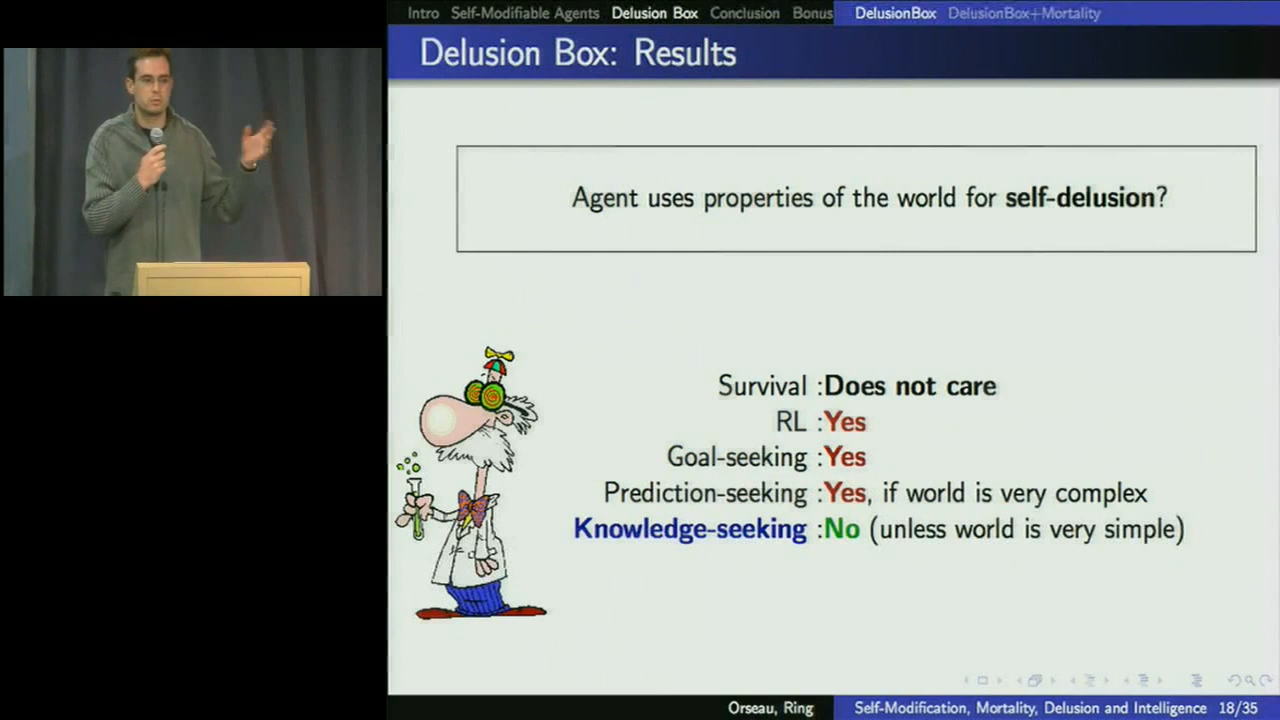 Intro Self-Modifiable Agents Delusion Box Conclusion Bonus DelusionBox DelusionBox+Mortality
Delusion Box: Results
Agent uses properties of the world for self-delusion?
Survival :Does not care
RL :Yes
Goal-seeking :Yes
Prediction-seeking :Yes, if world is very complex
Knowledge-seeking :No (unless world is very simple)
Orseau, Ring Self-Modification, Mortality, Delusion and Intelligence 18/35